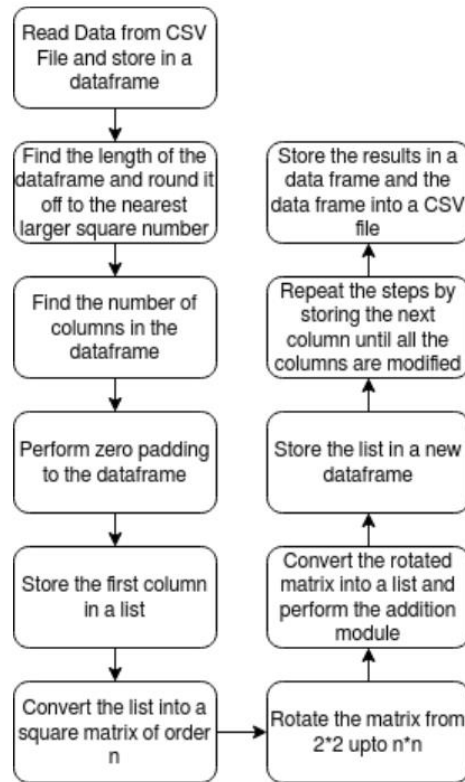 Read Data from CSV
File and store in a
dataframe
Find the length of the
dataframe and round it
off to the nearest
larger square number
Find the number of
columns in the
dataframe
Perform zero padding
to the dataframe
Store the first column
in a list
Convert the list into a
square matrix of order
n
Rotate the matrix from
2*2 upto n*n
Convert the rotated
matrix into a list and
perform the addition
module
Store the list in a new
dataframe
Repeat the steps by
storing the next
column until all the
columns are modified
Store the results in a
data frame and the
data frame into a CSV
file